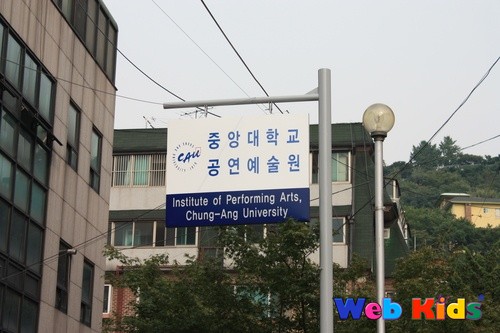 중앙대학교
CAU
공연예술원
Institute of Performing Arts,
Chung-Ang University
Web Kids